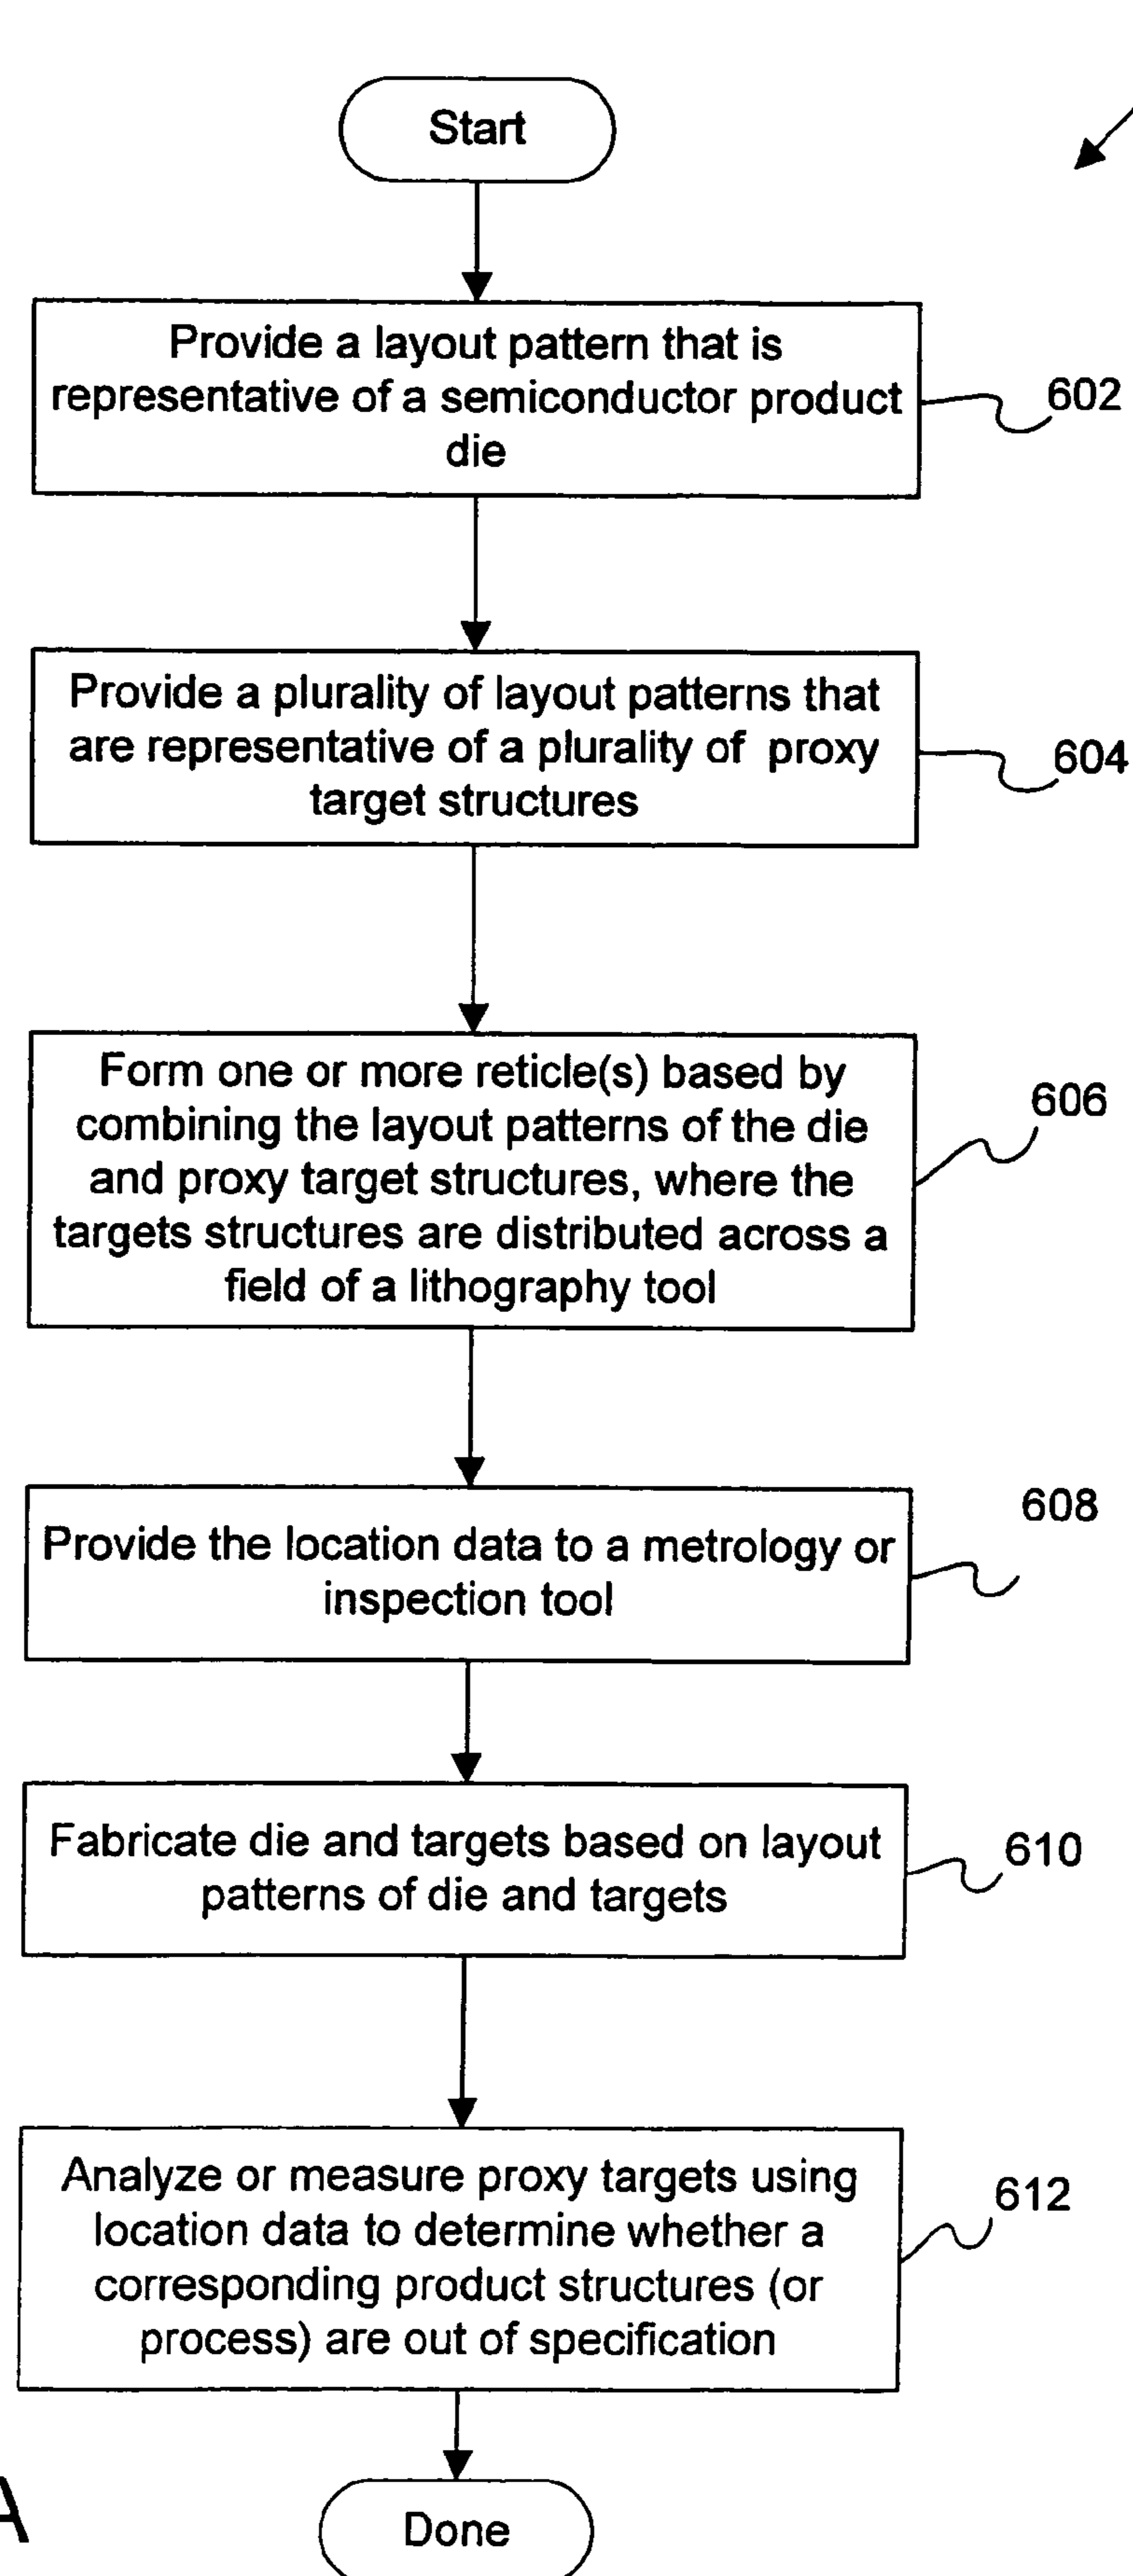 Start
Provide a layout pattern that is
representative of a semiconductor product
die
602
Provide a plurality of layout patterns that
are representative of a plurality of proxy
target structures
604
Form one or more reticle(s) based by
combining the layout patterns of the die
and proxy target structures, where the
targets structures are distributed across a
field of a lithography tool
606
Provide the location data to a metrology or
inspection tool
608
Fabricate die and targets based on layout
patterns of die and targets
610
Analyze or measure proxy targets using
location data to determine whether a
corresponding product structures (or
process) are out of specification
612
Done
A